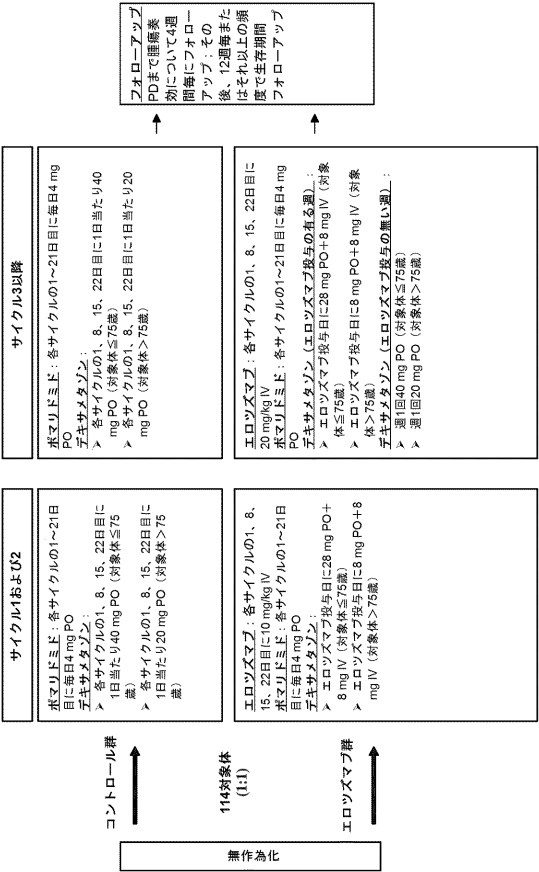 無作為化
コントロール群
114対象体
(1:1)
エロツズマブ群
サイクル1および2
ポマリドミド:各サイクルの1~21日
目に毎日4 mg PO
デキサメタゾン:
➢ 各サイクルの1、8、15、22日目に
1日当たり40 mg PO(対象体≦75
歳)
➢ 各サイクルの1、8、15、22日目に
1日当たり20 mg PO(対象体>75
歳)
エロツズマブ:各サイクルの1、8、
15、22日目に10 mg/kg IV
ポマリドミド:各サイクルの1~21日
目に毎日4 mg PO
デキサメタゾン:
➢ エロツズマブ投与日に28 mg PO+
8 mg IV(対象体≦75歳)
➢ エロツズマブ投与日に8 mg PO+8
mg IV(対象体>75歳)
サイクル3以降
ポマリドミド:各サイクルの1~21日目に毎日4 mg
PO
デキサメタゾン:
➢ 各サイクルの1、8、15、22日目に1日当たり40
mg PO(対象体≦75歳)
➢ 各サイクルの1、8、15、22日目に1日当たり20
mg PO(対象体>75歳)
エロツズマブ:各サイクルの1、8、15、22日目に
20 mg/kg IV
ポマリドミド:各サイクルの1~21日目に毎日4 mg
PO
デキサメタゾン(エロツズマブ投与の有る週):
➢ エロツズマブ投与日に28 mg PO+8 mg IV(対象
体≦75歳)
➢ エロツズマブ投与日に8 mg PO+8 mg IV(対象
体>75歳)
デキサメタゾン(エロツズマブ投与の無い週):
➢ 週1回40 mg PO(対象体≦75歳)
➢ 週1回20 mg PO(対象体>75歳)
フォローアップ
PDまで腫瘍奏
効について4週
間毎にフォロー
アップ;その
後、12週毎また
はそれ以上の頻
度で生存期間
フォローアップ